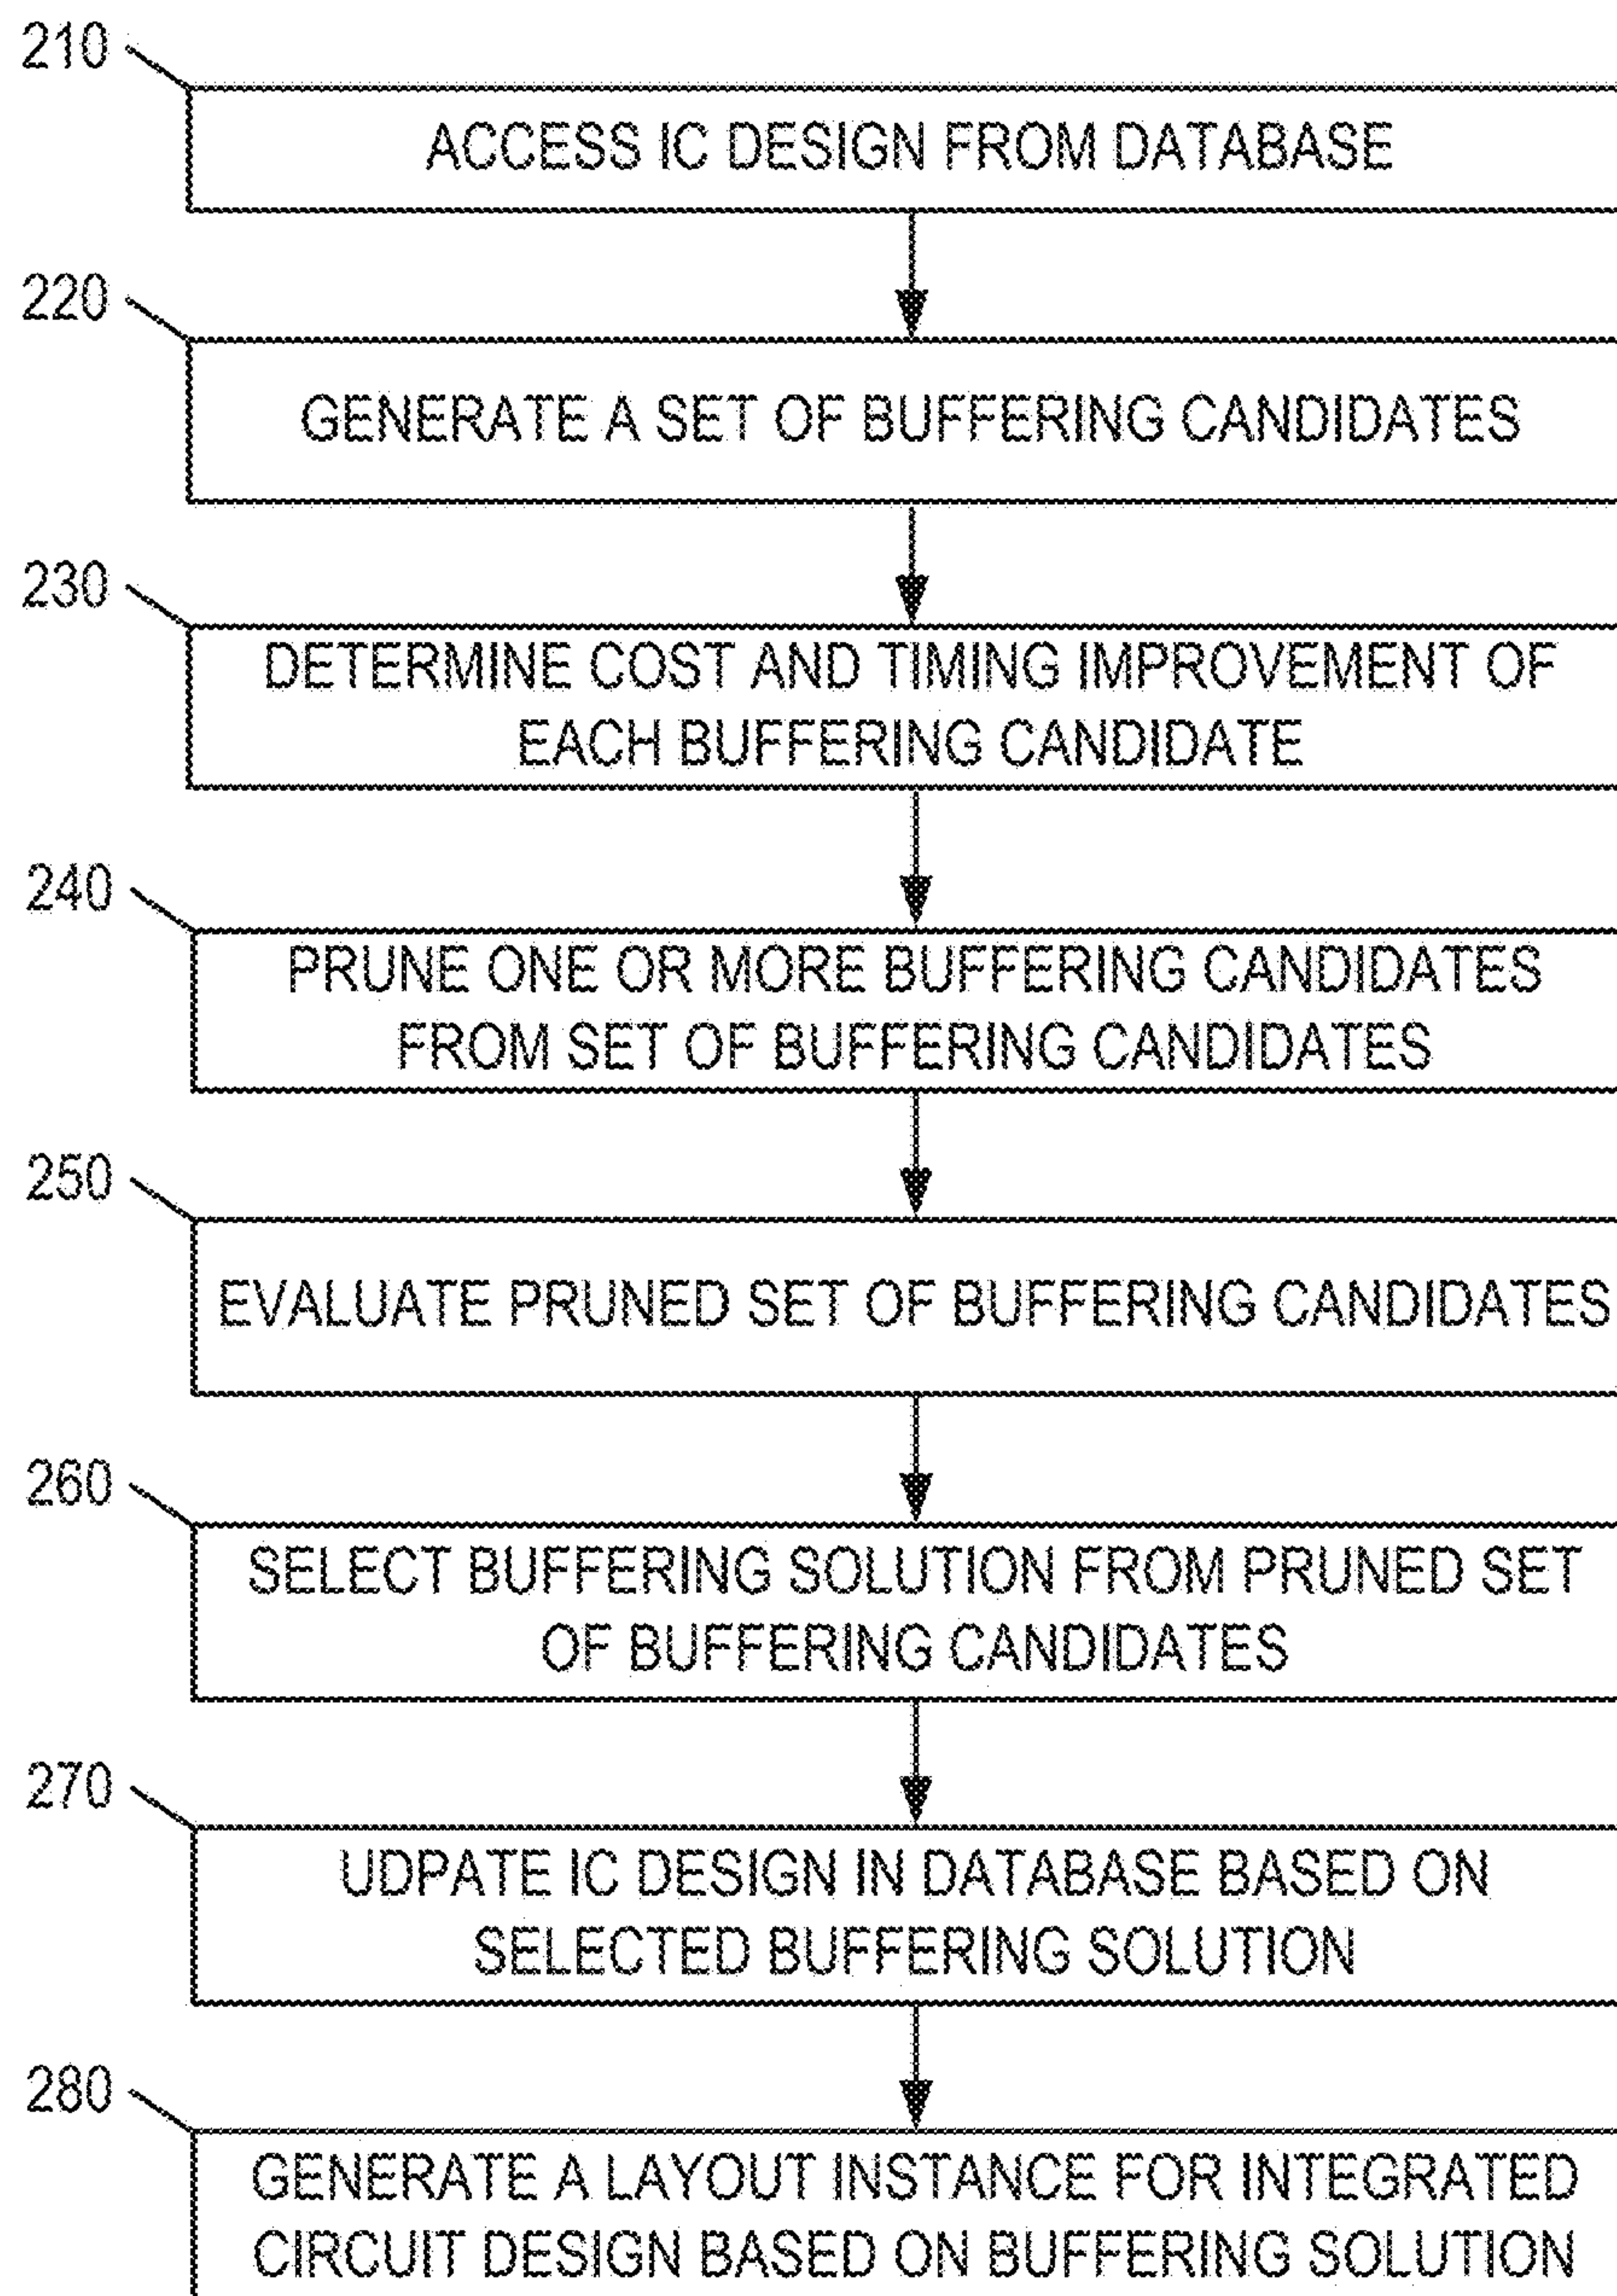 210
ACCESS IC DESIGN FROM DATABASE
220
GENERATE A SET OF BUFFERING CANDIDATES
230
DETERMINE COST AND TIMING IMPROVEMENT OF
EACH BUFFERING CANDIDATE
240
PRUNE ONE OR MORE BUFFERING CANDIDATES
FROM SET OF BUFFERING CANDIDATES
250
EVALUATE PRUNED SET OF BUFFERING CANDIDATES
260
SELECT BUFFERING SOLUTION FROM PRUNED SET
OF BUFFERING CANDIDATES
270
UDPATE IC DESIGN IN DATABASE BASED ON
SELECTED BUFFERING SOLUTION
280
GENERATE A LAYOUT INSTANCE FOR INTEGRATED
CIRCUIT DESIGN BASED ON BUFFERING SOLUTION